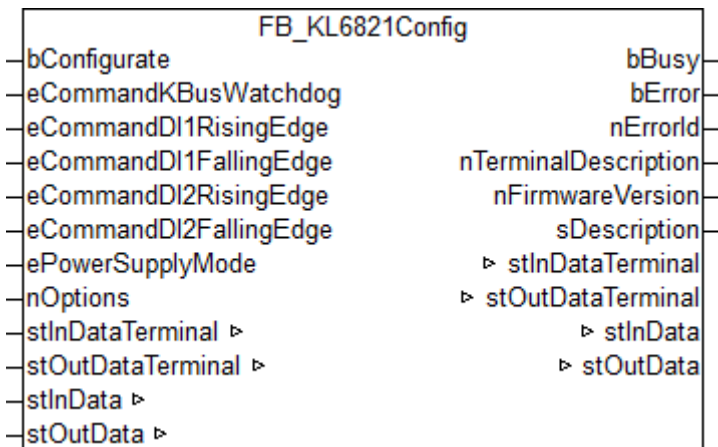 FB_KL6821Config
bConfigurate bBusy
eCommandKBusWatchdog bError
eCommandDI1RisingEdge nErrorId
eCommandDI1FallingEdge nTerminalDescription
eCommandDI2RisingEdge nFirmwareVersion
eCommandDI2FallingEdge sDescription
ePowerSupplyMode ▹ stInDataTerminal
nOptions ▹ stOutDataTerminal
stInDataTerminal ▹ ▹ stInData
stOutDataTerminal ▹ ▹ stOutData
stInData ▹
stOutData ▹